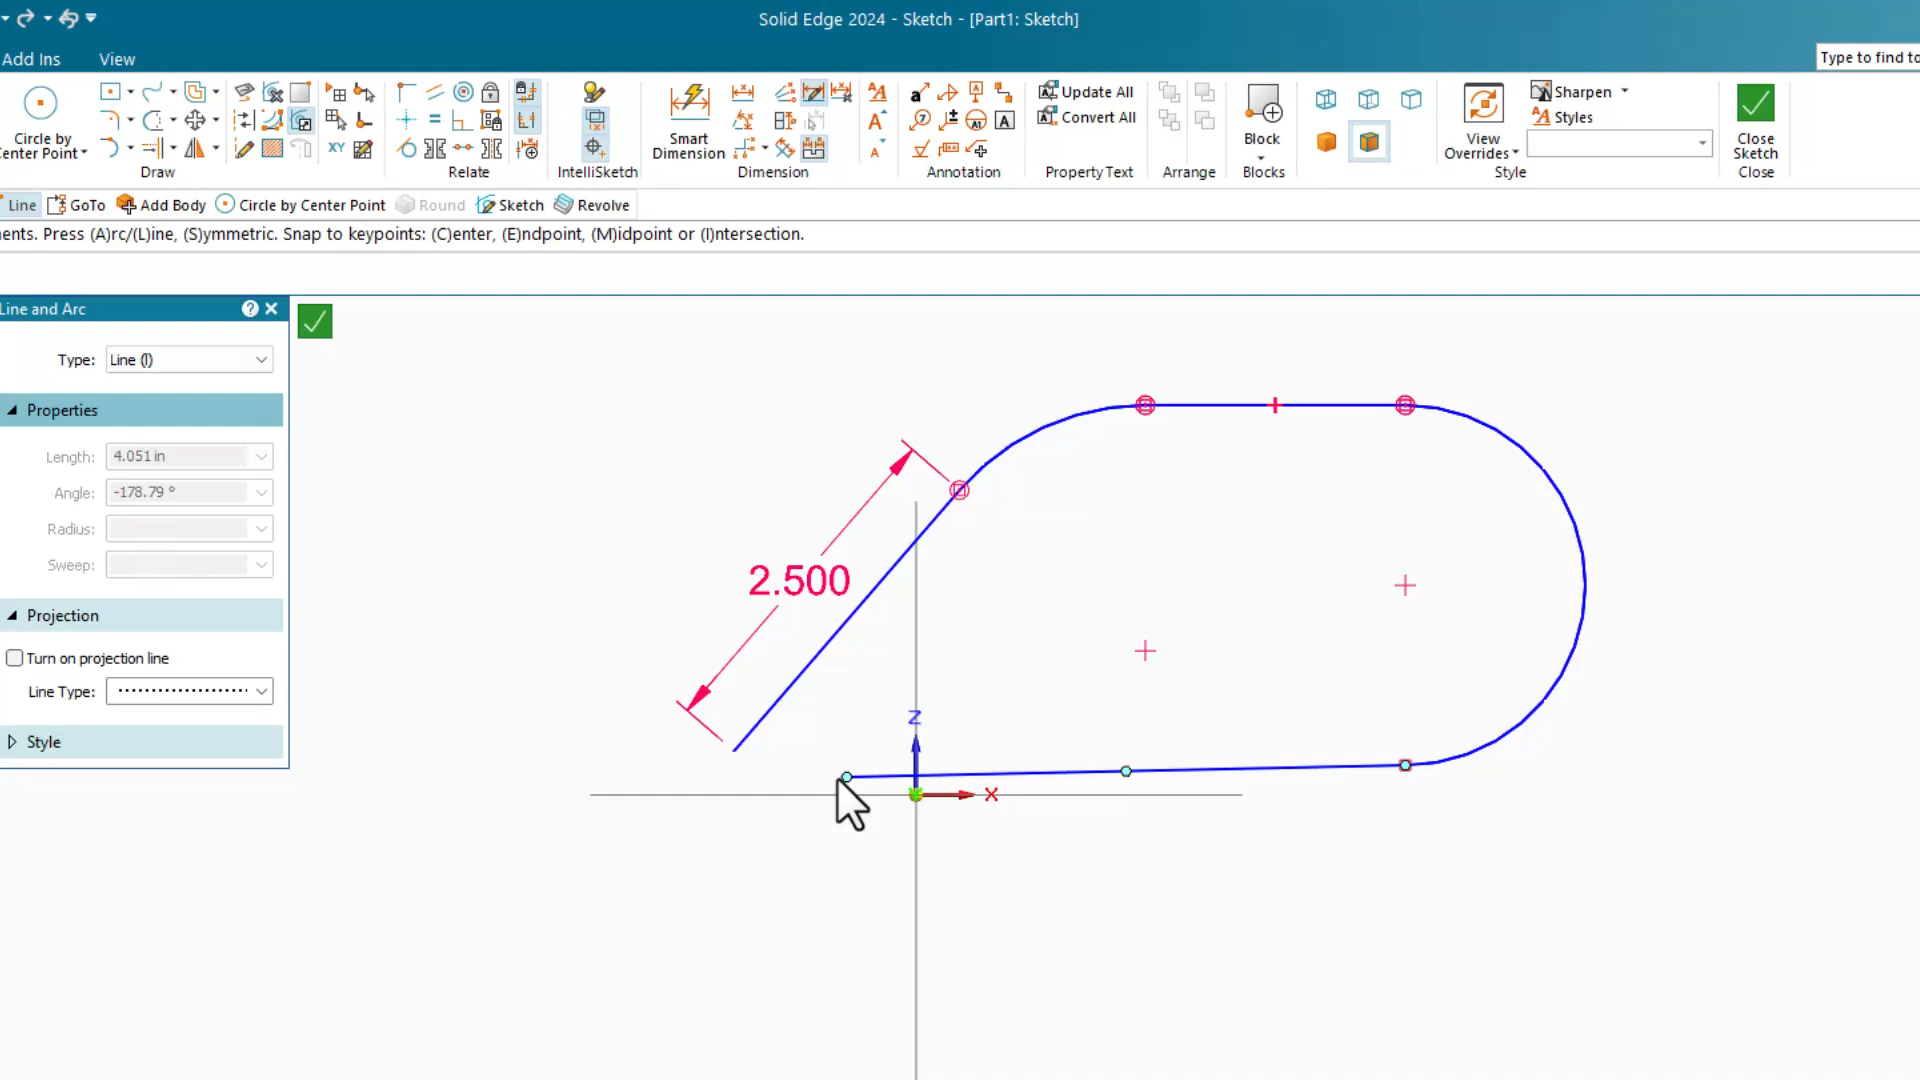 Solid Edge 2024 - Sketch - [Part1: Sketch]
Add Ins View
Type to find to
Circle by
enter Point
Draw
Relate
IntelliSketch
Smart
Dimension
Dimension
Annotation
Update All
Convert All
Property Text
Arrange
Block
Blocks
View
Overrides
Sharpen
Styles
Style
Close
Sketch
Close
Line GoTo Add Body Circle by Center Point Round Sketch Revolve
ents. Press (A)rc/(L)ine, (S)ymmetric. Snap to keypoints: (C)enter, (E)ndpoint, (M)idpoint or (I)ntersection.
Line and Arc
Type: Line (l)
Properties
Length: 4.051 in
Angle: -178.79 °
Radius:
Sweep:
Projection
Turn on projection line
Line Type:
Style
2.500
Z
X